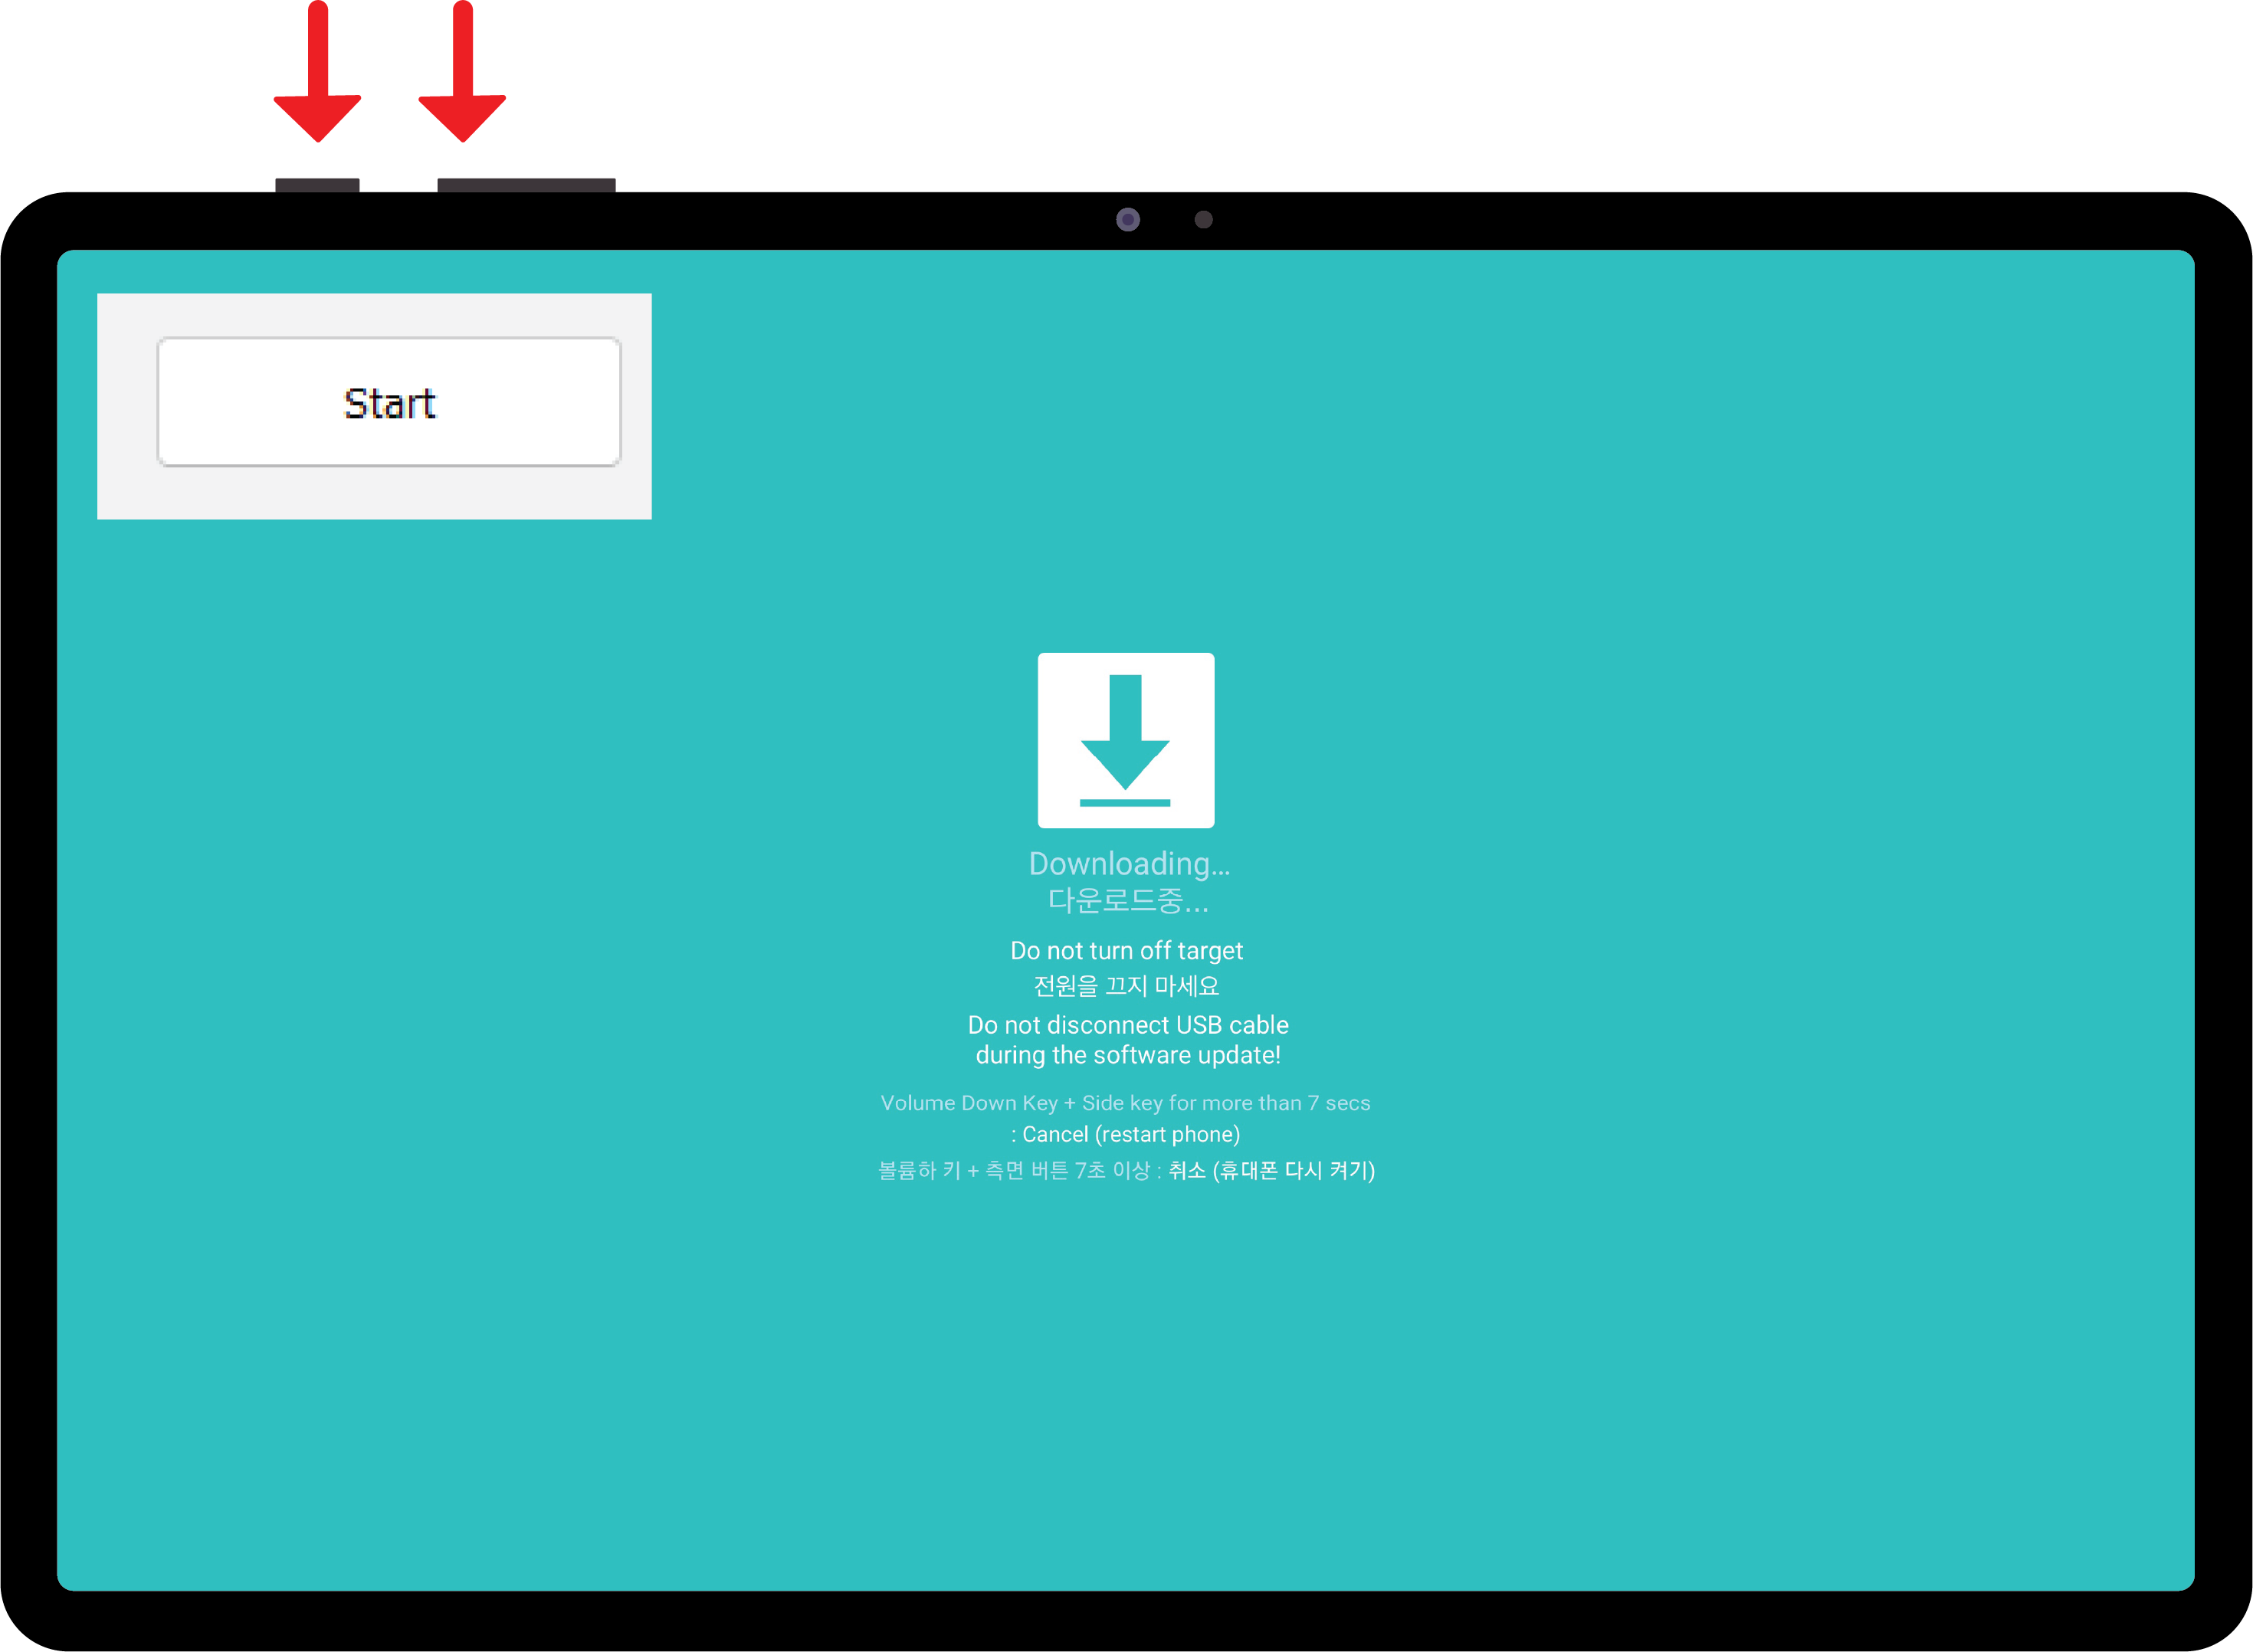 Start
Downloading...
다운로드중...
Do not turn off target
전원을 끄지 마세요
Do not disconnect USB cable
during the software update!
Volume Down Key + Side key for more than 7 secs
: Cancel (restart phone)
볼륨하 키 + 측면 버튼 7초 이상 : 취소 (휴대폰 다시 켜기)